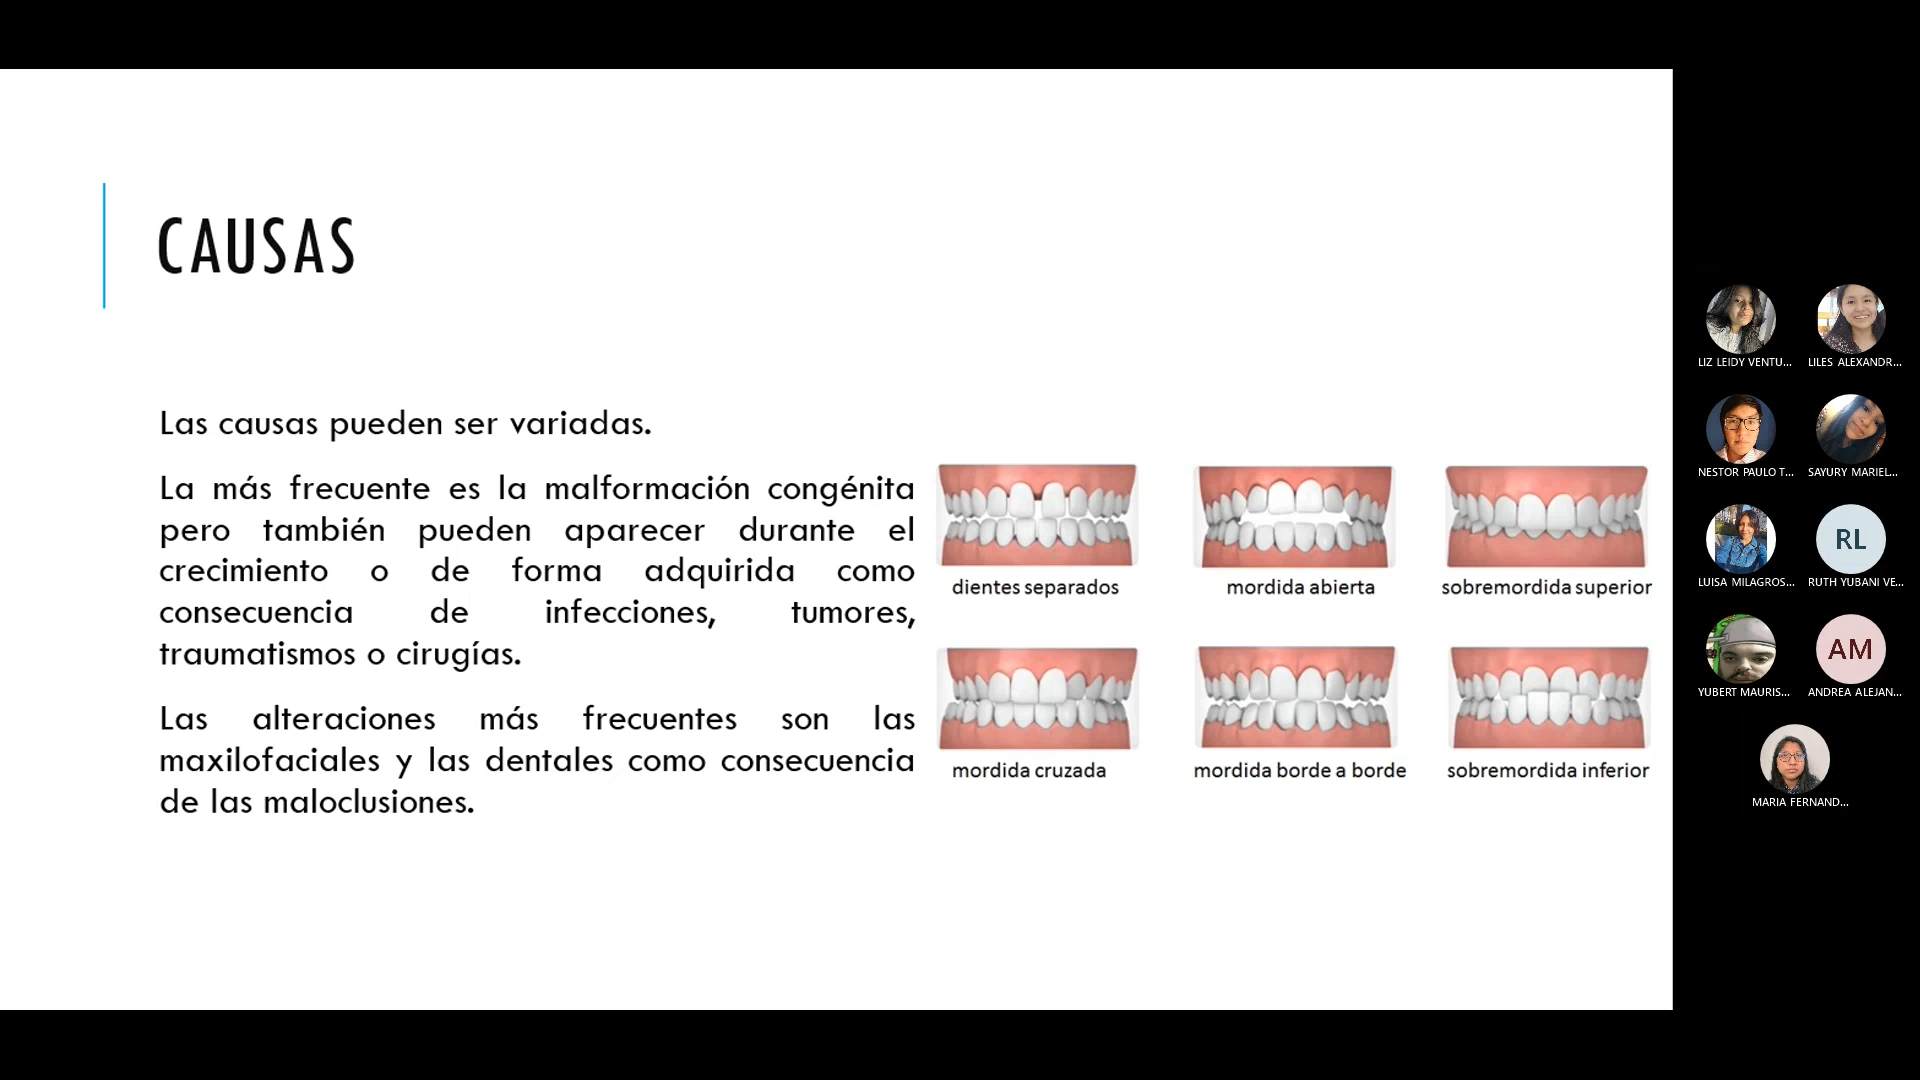 CAUSAS
Las causas pueden ser variadas.
La más frecuente es la malformación congénita
pero también pueden aparecer durante el
crecimiento o de forma adquirida como
consecuencia de infecciones, tumores,
traumatismos o cirugías.
Las alteraciones más frecuentes son las
maxilofaciales y las dentales como consecuencia
de las maloclusiones.
dientes separados
mordida abierta
sobremordida superior
mordida cruzada
mordida borde a borde
sobremordida inferior
LIZ LEIDY VENTU...
LILES ALEXANDR...
NESTOR PAULO T...
SAYURY MARIEL...
LUISA MILAGROS...
RL
RUTH YUBANI VE...
YUBERT MAURIS...
AM
ANDREA ALEJAN...
MARIA FERNAND...